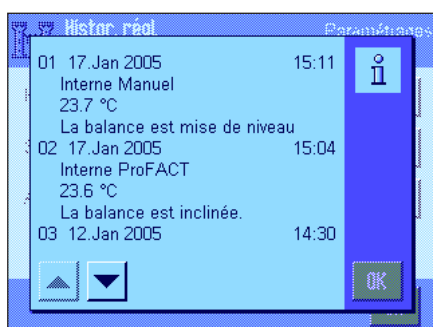 Histor. régl.
Paramétrages
01 17.Jan 2005 15:11
Interne Manuel
23.7 °C
La balance est mise de niveau
02 17.Jan 2005 15:04
Interne ProFACT
23.6 °C
La balance est inclinée.
03 12.Jan 2005 14:30
OK